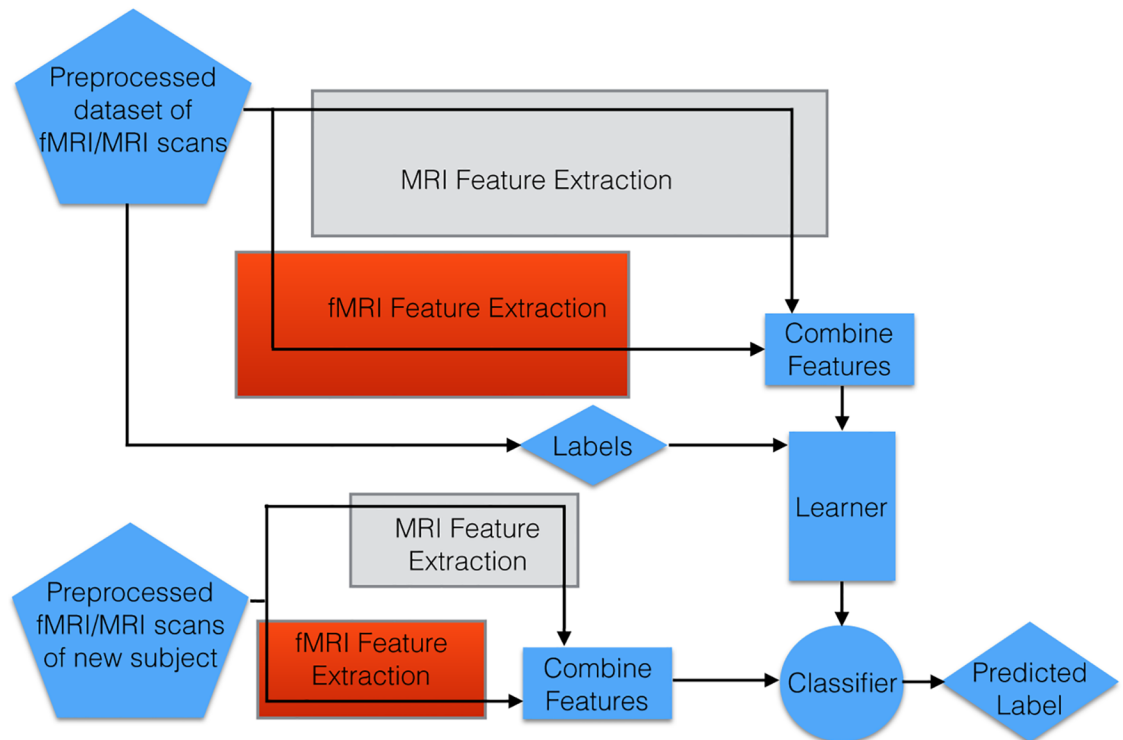 Preprocessed
dataset of
fMRI/MRI scans
MRI Feature Extraction
fMRI Feature Extraction
Combine
Features
Labels
Learner
MRI Feature
Extraction
Preprocessed
fMRI/MRI scans
of new subject
fMRI Feature
Extraction
Combine
Features
Classifier
Predicted
Label